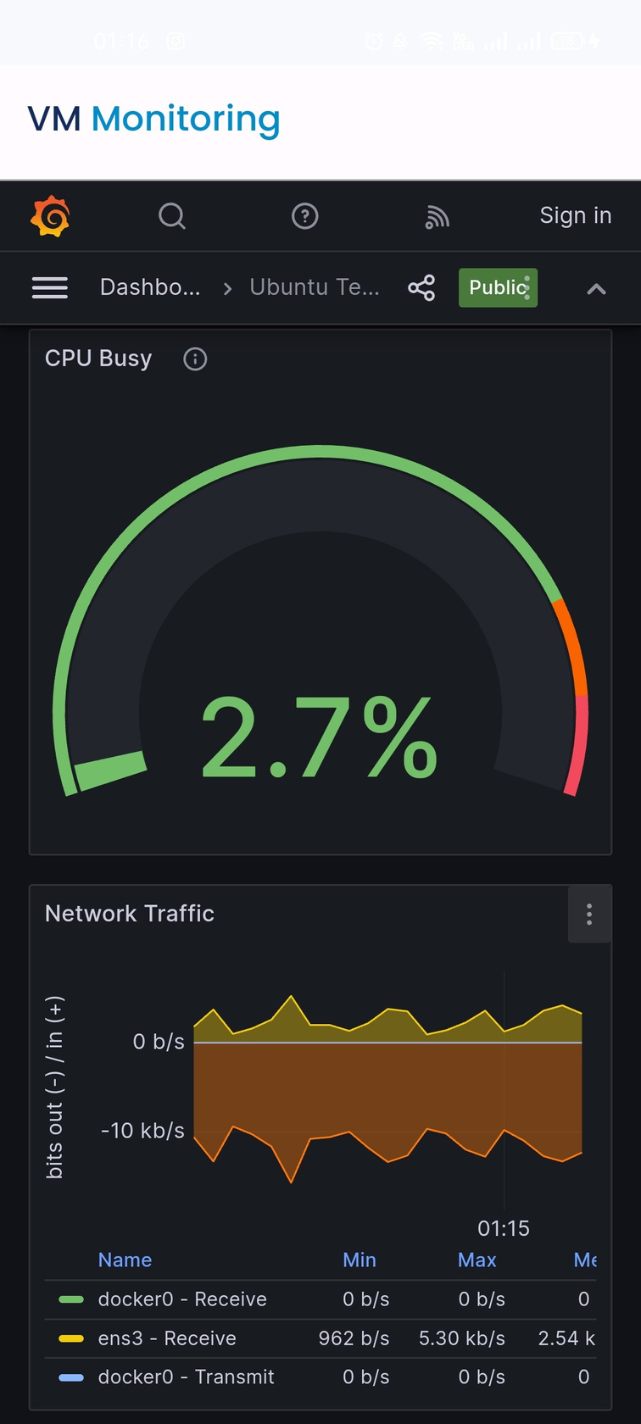 01:16
VM Monitoring
Sign in
Dashbo... › Ubuntu Te... Public
CPU Busy
2.7%
Network Traffic
bits out (-) / in (+)
0 b/s
-10 kb/s
01:15
Name Min Max Me
docker0 - Receive 0 b/s 0 b/s 0
ens3 - Receive 962 b/s 5.30 kb/s 2.54 k
docker0 - Transmit 0 b/s 0 b/s 0